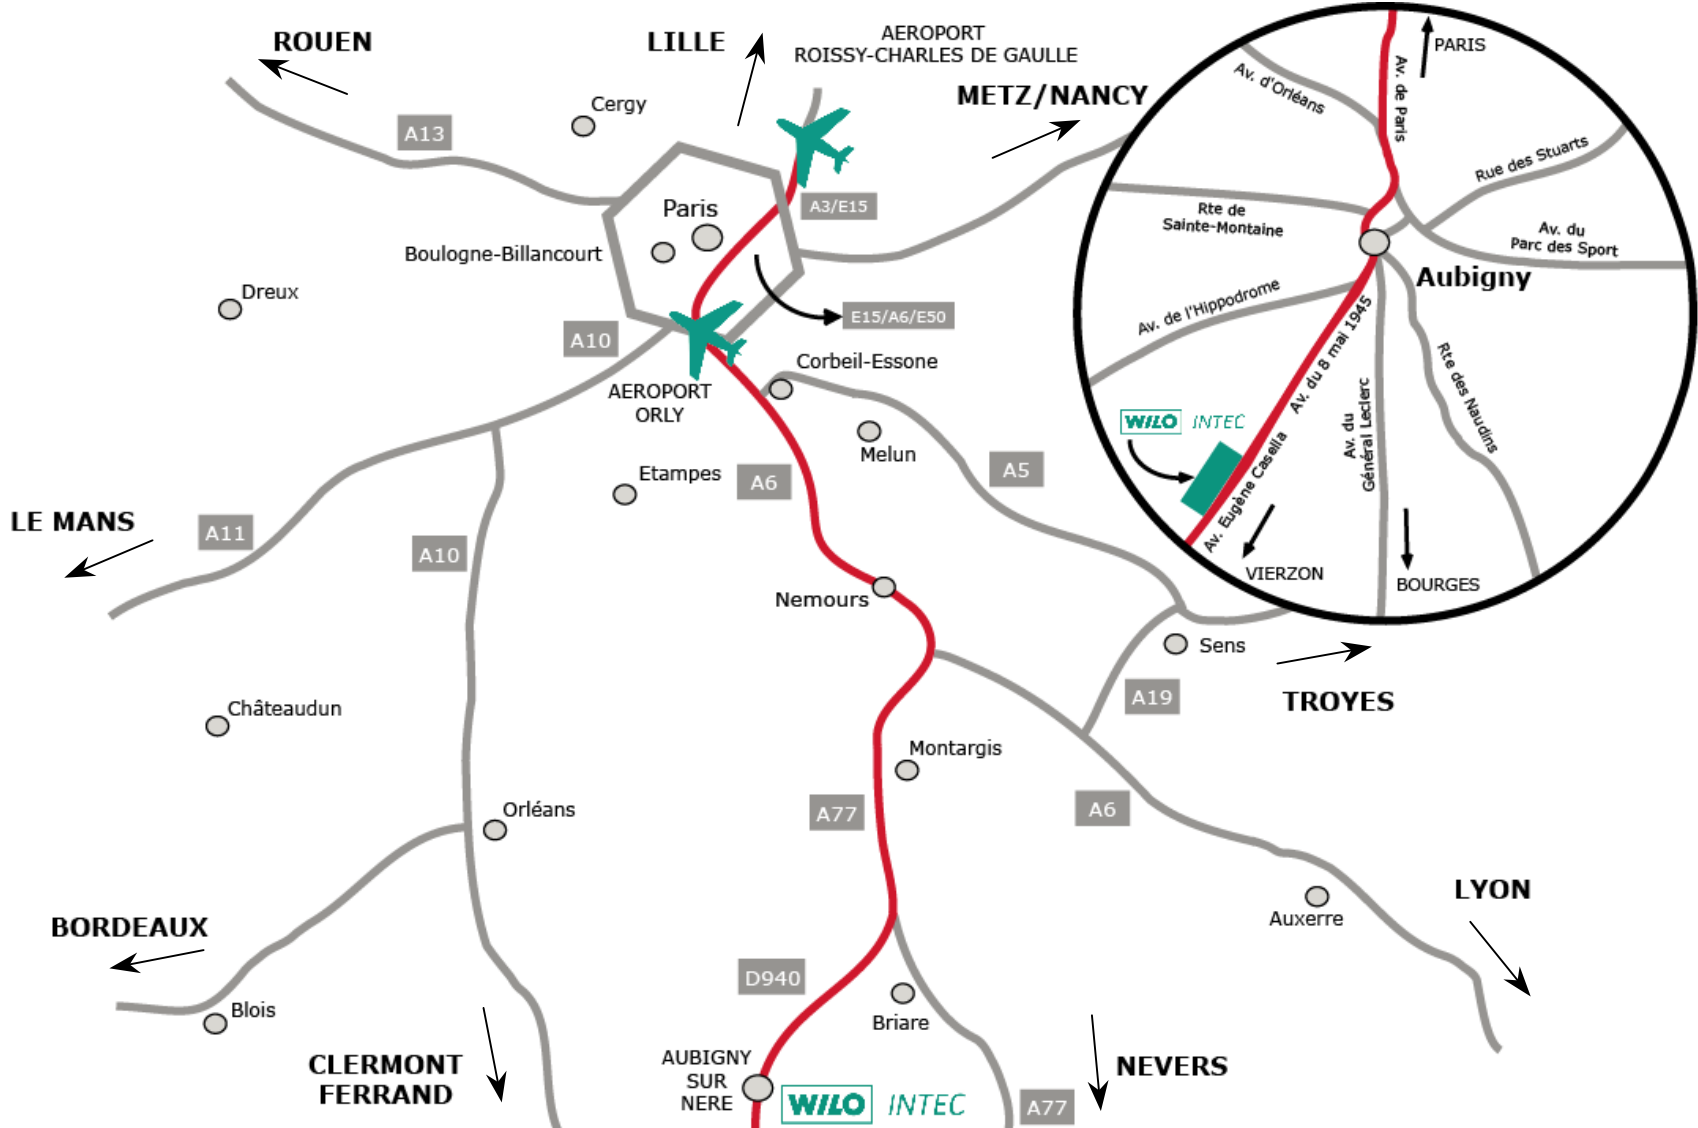 ROUEN
LILLE
AEROPORT
ROISSY-CHARLES DE GAULLE
METZ/NANCY
Cergy
A13
A3/E15
Paris
Boulogne-Billancourt
Dreux
E15/A6/E50
A10
AEROPORT
ORLY
Corbeil-Essone
Melun
A5
Etampes
A6
LE MANS
A11
A10
Nemours
Sens
A19
TROYES
Châteaudun
Montargis
A77
A6
Orléans
LYON
Auxerre
BORDEAUX
Blois
D940
Briare
CLERMONT
FERRAND
AUBIGNY
SUR
NERE
WILO INTEC
A77
NEVERS
PARIS
Av. d'Orléans
Av. de Paris
Rue des Stuarts
Rte de
Sainte-Montaine
Av. du
Parc des Sport
Aubigny
Av. de l'Hippodrome
Av. du 8 mai 1945
Rte des Naudins
Av. du
Général Leclerc
WILO INTEC
Av. Eugène Casella
VIERZON
BOURGES